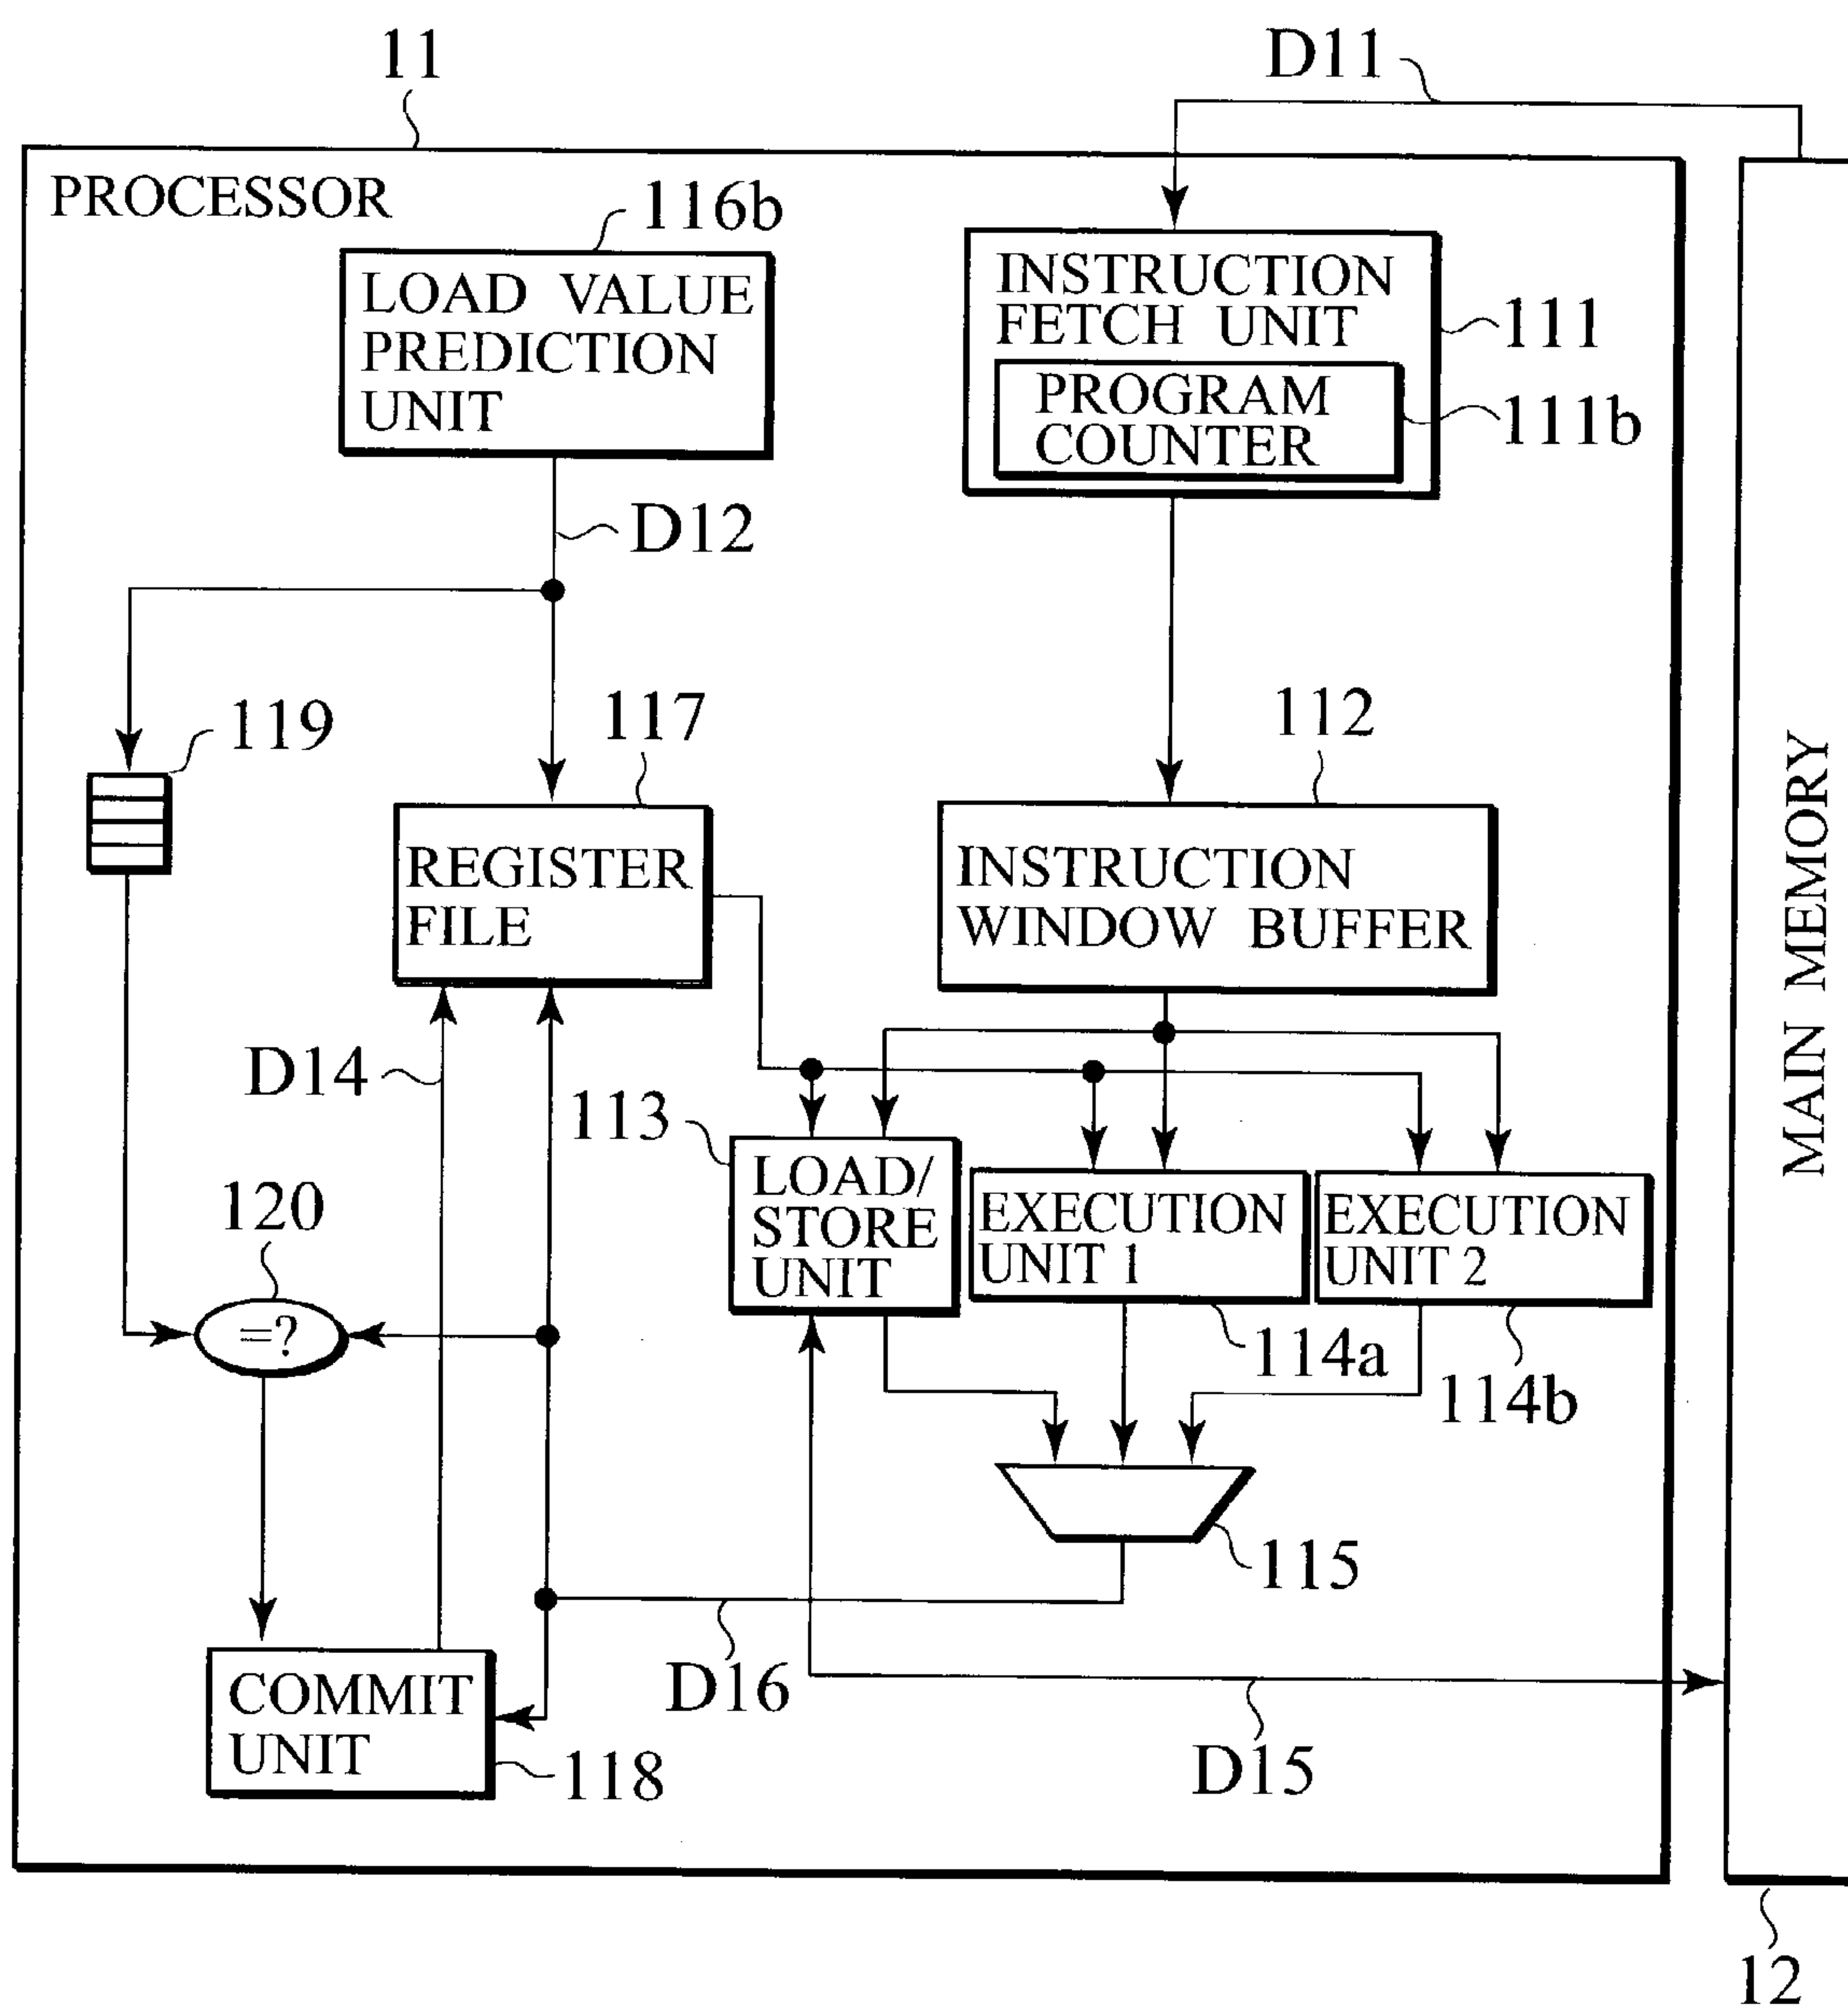 11
D11
PROCESSOR
116b
LOAD VALUE
PREDICTION
UNIT
INSTRUCTION
FETCH UNIT
111
PROGRAM
COUNTER
111b
D12
119
117
112
REGISTER
FILE
INSTRUCTION
WINDOW BUFFER
MAIN MEMORY
D14
113
LOAD/
STORE
UNIT
EXECUTION
UNIT 1
EXECUTION
UNIT 2
120
=?
114a
114b
115
COMMIT
UNIT
D16
118
D15
12